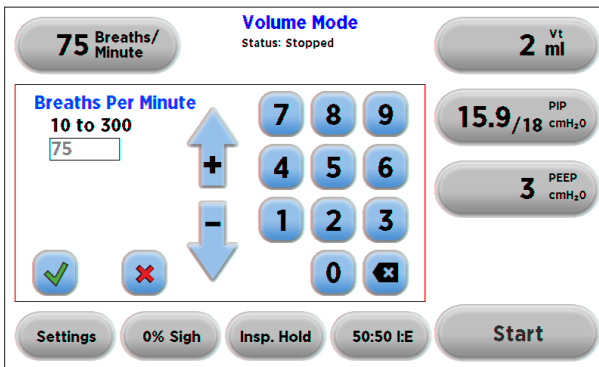 75 Breaths/
Minute
Volume Mode
Status: Stopped
2 Vt
ml
Breaths Per Minute
10 to 300
75
+
−
7 8 9
4 5 6
1 2 3
0
15.9/18 PIP
cmH₂0
3 PEEP
cmH₂0
Settings
0% Sigh
Insp. Hold
50:50 I:E
Start